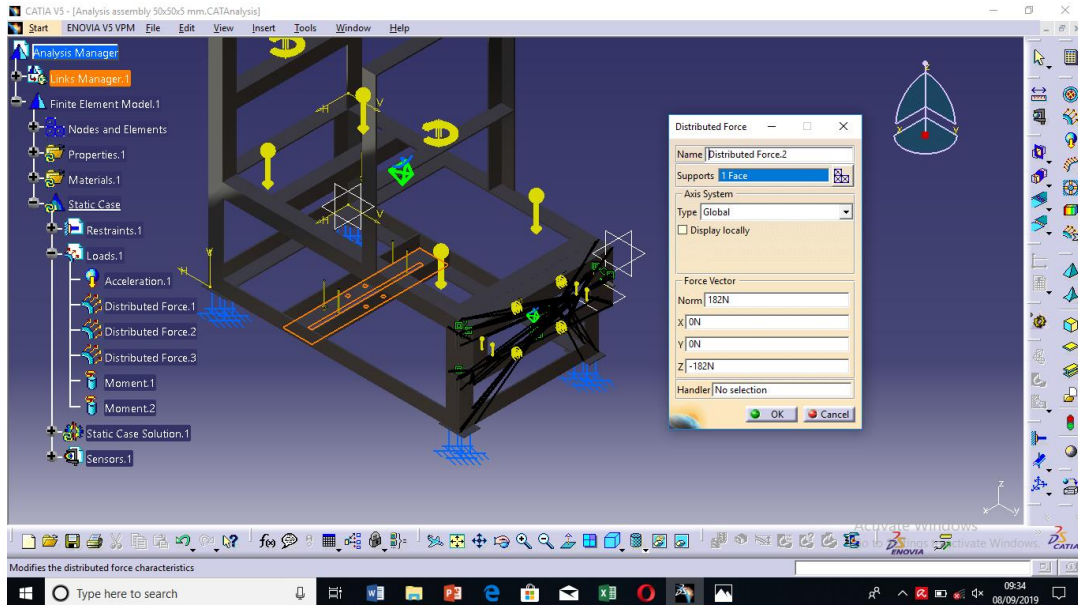 CATIA V5 - [Analysis assembly 50x50x5 mm.CATAnalysis]
Start ENOVIA V5 VPM File Edit View Insert Tools Window Help
Analysis Manager
Links Manager.1
Finite Element Model.1
Nodes and Elements
Properties.1
Materials.1
Static Case
Restraints.1
Loads.1
Acceleration.1
Distributed Force.1
Distributed Force.2
Distributed Force.3
Moment.1
Moment.2
Static Case Solution.1
Sensors.1
Distributed Force
Name Distributed Force.2
Supports 1 Face
Axis System
Type Global
Display locally
Force Vector
Norm 182N
X 0N
Y 0N
Z -182N
Handler No selection
OK Cancel
z
x y
Activate Windows
ENOVIA
CATIA
Modifies the distributed force characteristics
Type here to search
09:34
08/09/2019